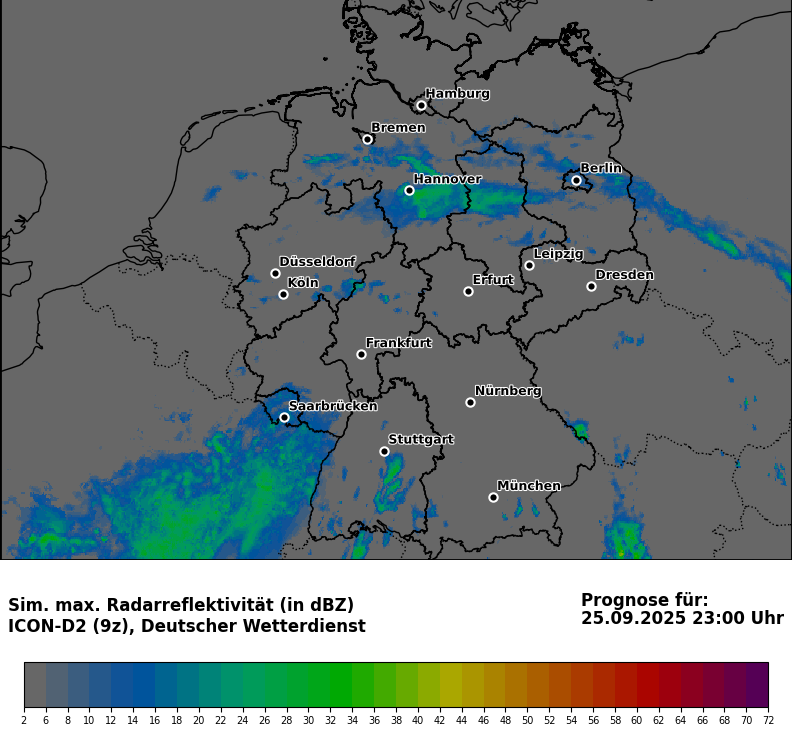 Hamburg
Bremen
Berlin
Hannover
Düsseldorf
Leipzig
Köln
Erfurt
Dresden
Frankfurt
Nürnberg
Saarbrücken
Stuttgart
München
Sim. max. Radarreflektivität (in dBZ)
ICON-D2 (9z), Deutscher Wetterdienst
Prognose für:
25.09.2025 23:00 Uhr
2 6 8 10 12 14 16 18 20 22 24 26 28 30 32 34 36 38 40 42 44 46 48 50 52 54 56 58 60 62 64 66 68 70 72